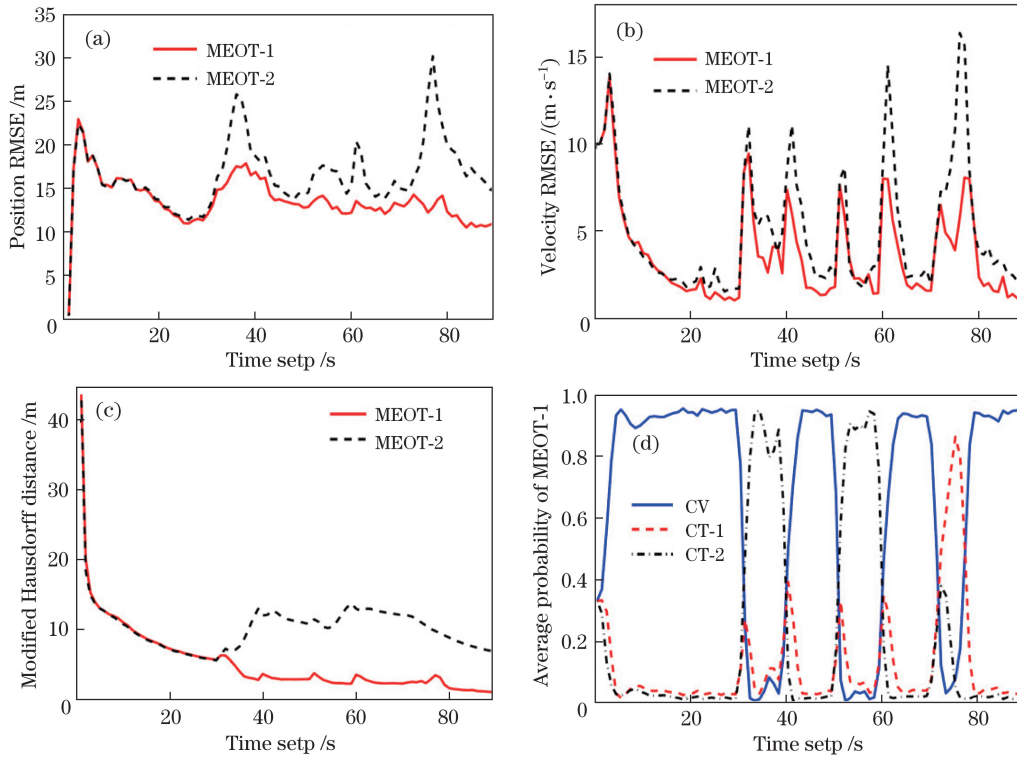 (a)
MEOT-1
MEOT-2
Position RMSE /m
35
30
25
20
15
10
5
0
20
40
60
80
Time setp /s
(b)
MEOT-1
MEOT-2
Velocity RMSE /(m·s⁻¹)
15
10
5
0
20
40
60
80
Time setp /s
(c)
MEOT-1
MEOT-2
Modified Hausdorff distance /m
40
30
20
10
0
20
40
60
80
Time setp /s
(d)
CV
CT-1
CT-2
Average probability of MEOT-1
1.0
0.8
0.6
0.4
0.2
0
20
40
60
80
Time setp /s